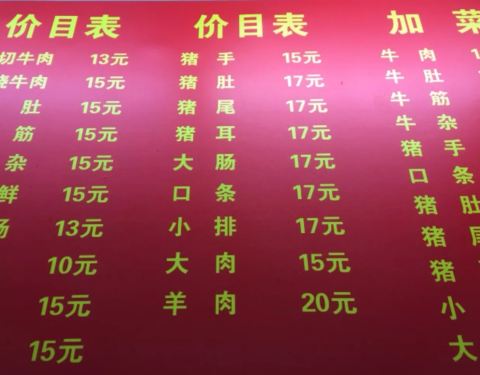 价目表
切牛肉 13元
烧牛肉 15元
肚 15元
筋 15元
杂 15元
鲜 15元
13元
10元
15元
15元
价目表
猪手 15元
猪肚 17元
猪尾 17元
猪耳 17元
大肠 17元
口条 17元
小排 17元
大肉 15元
羊肉 20元
加菜
牛肉
牛肚
牛筋
牛杂
猪手
口条
猪肚
猪尾
猪
小
大